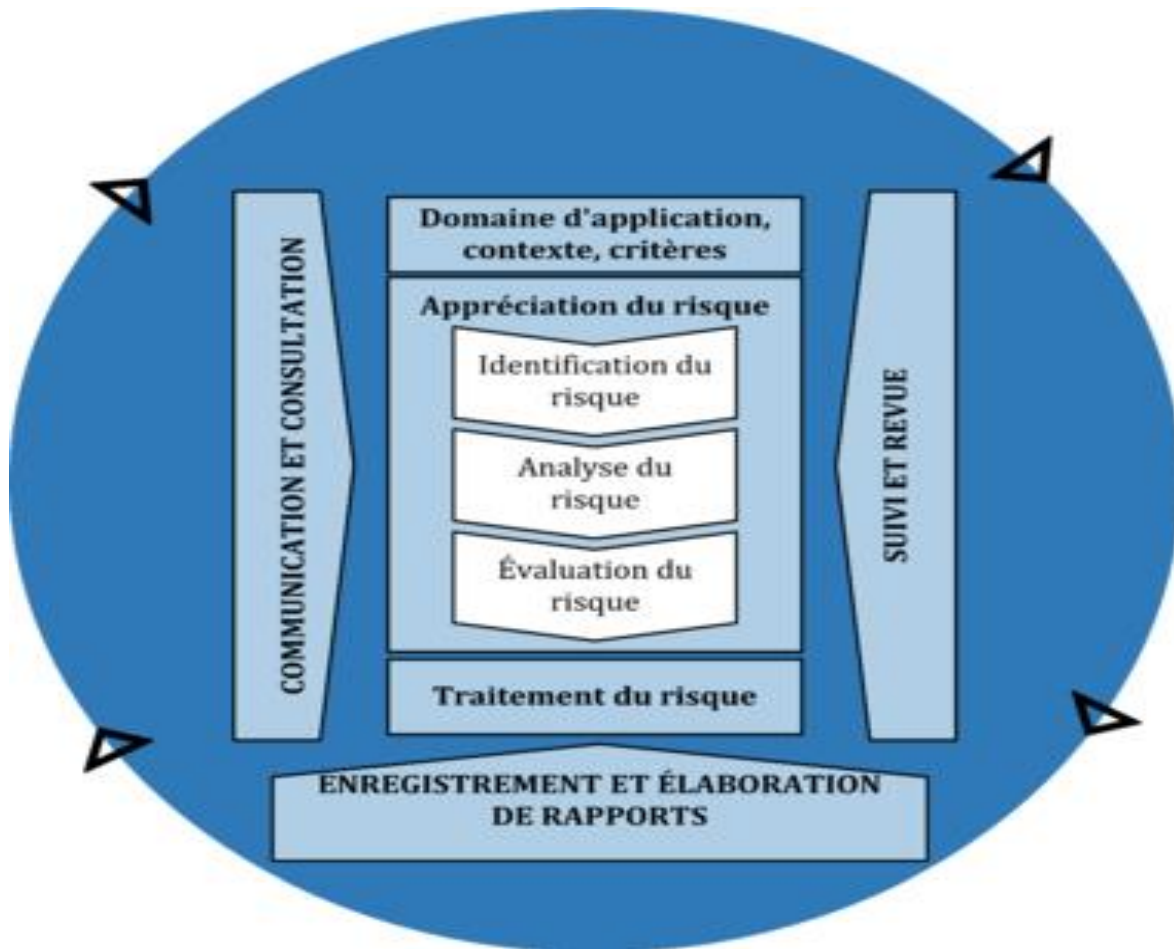 COMMUNICATION ET CONSULTATION
Domaine d'application,
contexte, critères
Appréciation du risque
Identification du
risque
Analyse du
risque
Évaluation du
risque
Traitement du risque
SUIVI ET REVUE
ENREGISTREMENT ET ÉLABORATION
DE RAPPORTS